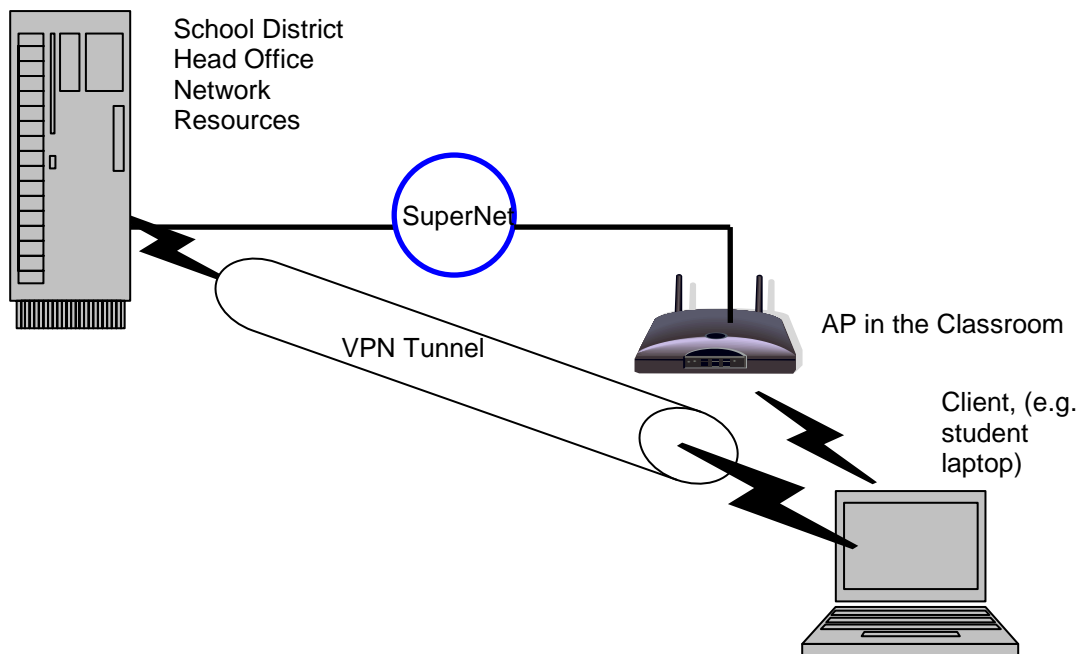 School District
Head Office
Network
Resources
SuperNet
AP in the Classroom
VPN Tunnel
Client, (e.g.
student
laptop)